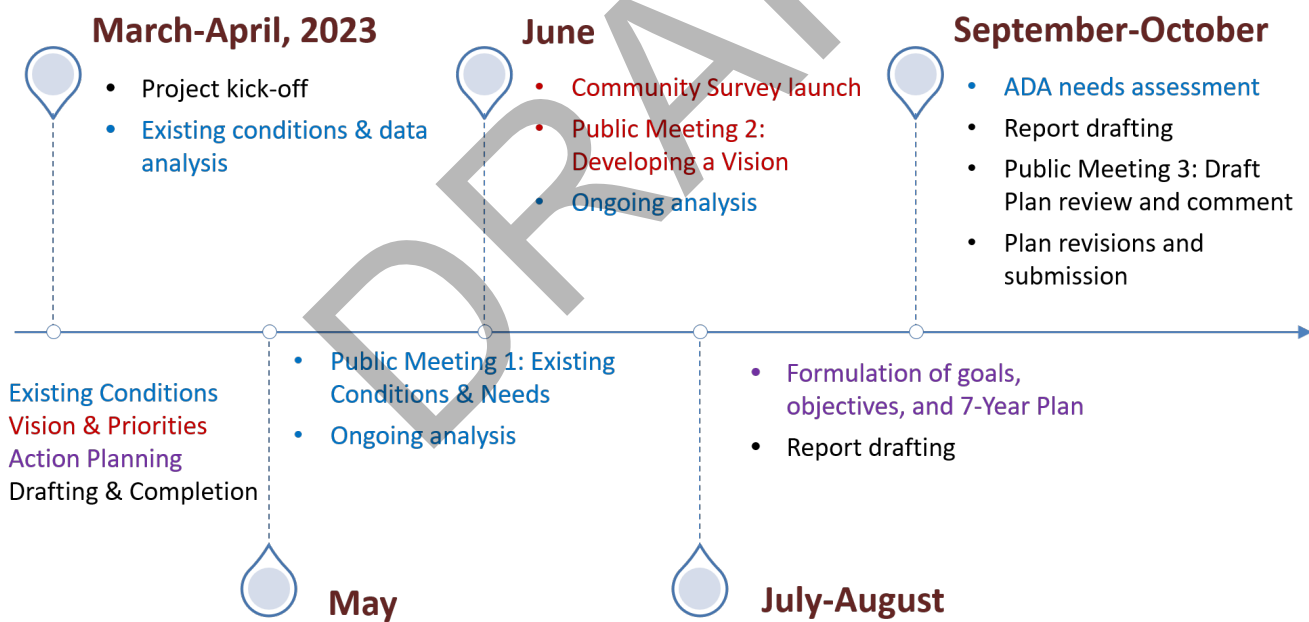 March-April, 2023
• Project kick-off
• Existing conditions & data
analysis
June
• Community Survey launch
• Public Meeting 2:
Developing a Vision
• Ongoing analysis
September-October
• ADA needs assessment
• Report drafting
• Public Meeting 3: Draft
Plan review and comment
• Plan revisions and
submission
Existing Conditions
Vision & Priorities
Action Planning
Drafting & Completion
• Public Meeting 1: Existing
Conditions & Needs
• Ongoing analysis
May
• Formulation of goals,
objectives, and 7-Year Plan
• Report drafting
July-August
DRA